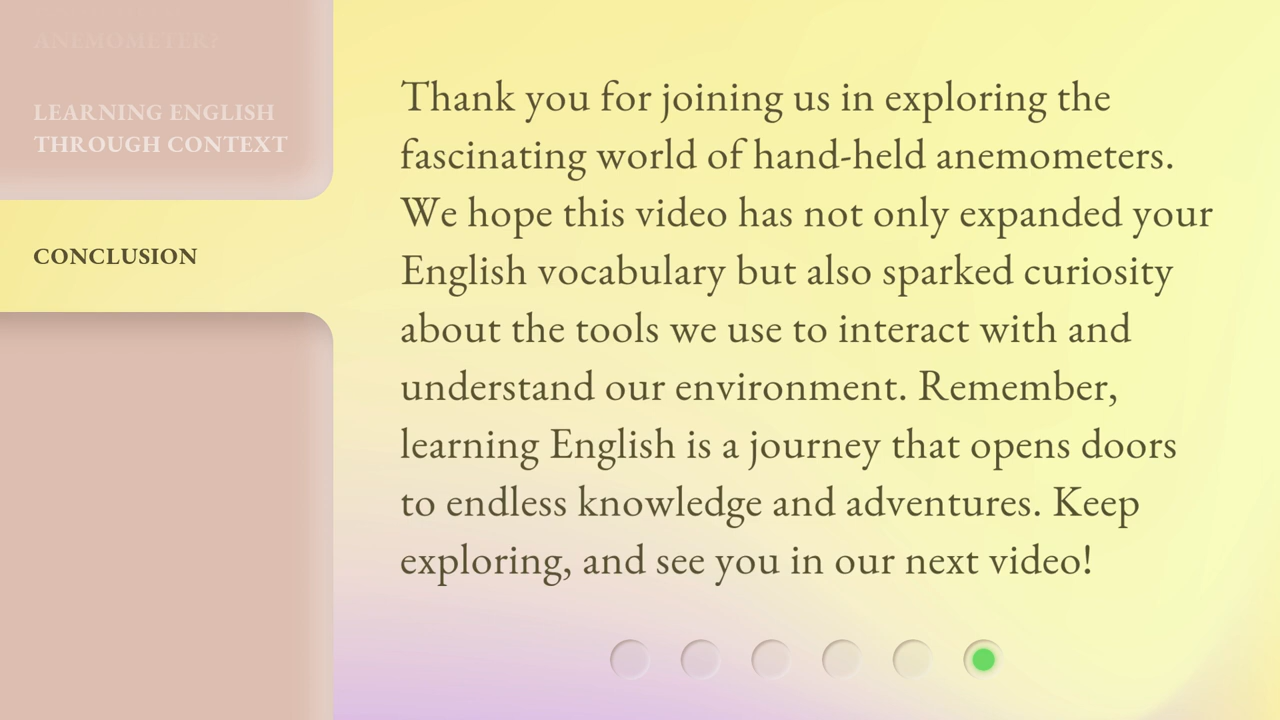 ANEMOMETER?
LEARNING ENGLISH
THROUGH CONTEXT
CONCLUSION
Thank you for joining us in exploring the
fascinating world of hand-held anemometers.
We hope this video has not only expanded your
English vocabulary but also sparked curiosity
about the tools we use to interact with and
understand our environment. Remember,
learning English is a journey that opens doors
to endless knowledge and adventures. Keep
exploring, and see you in our next video!